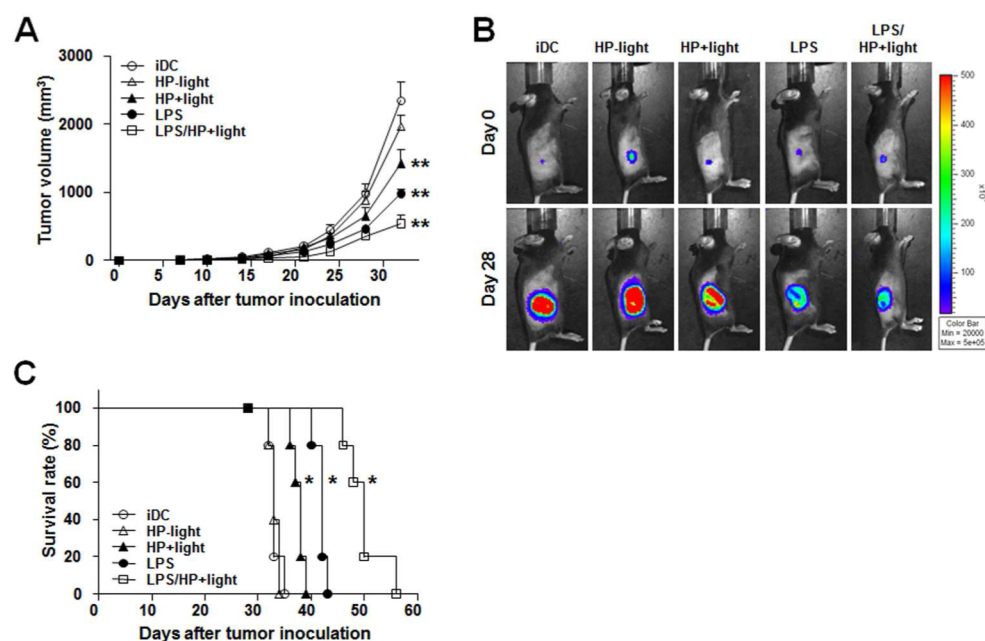 A
Tumor volume (mm³)
3000
2000
1000
0
iDC
HP-light
HP+light
LPS
LPS/HP+light
**
**
**
0 5 10 15 20 25 30
Days after tumor inoculation
B
iDC HP-light HP+light LPS LPS/
HP+light
Day 0
Day 28
500
400
300
200
100
Color Bar
Min = 20000
Max = 5e+05
C
Survival rate (%)
100
80
60
40
20
0
iDC
HP-light
HP+light
LPS
LPS/HP+light
* * *
0 10 20 30 40 50 60
Days after tumor inoculation